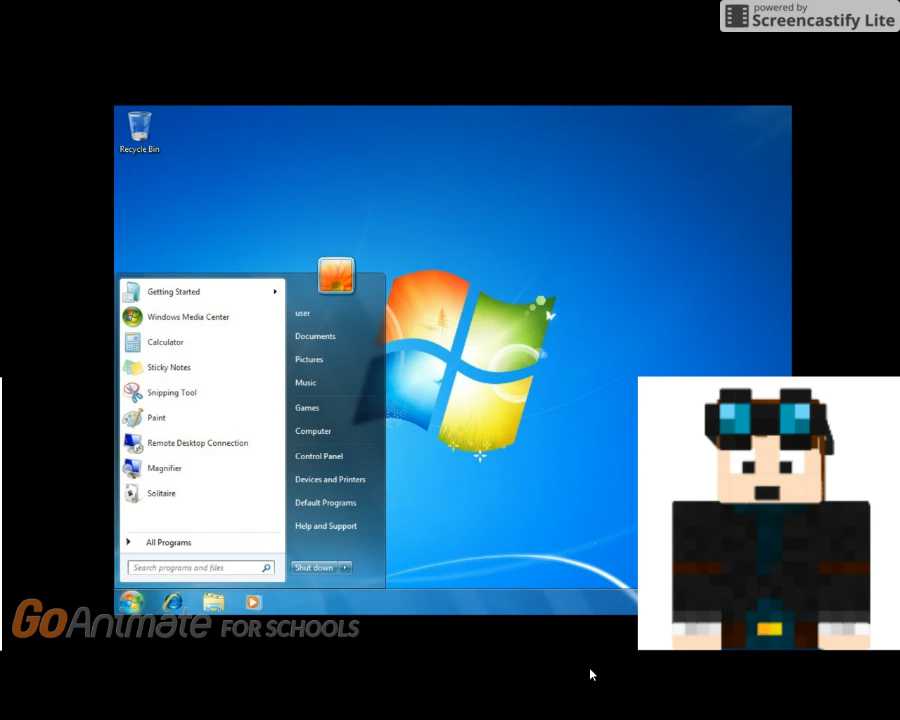 powered by
Screencastify Lite
Recycle Bin
Getting Started
Windows Media Center
Calculator
Sticky Notes
Snipping Tool
Paint
Remote Desktop Connection
Magnifier
Solitaire
All Programs
Search programs and files
user
Documents
Pictures
Music
Games
Computer
Control Panel
Devices and Printers
Default Programs
Help and Support
Shut down
GoAnimate FOR SCHOOLS